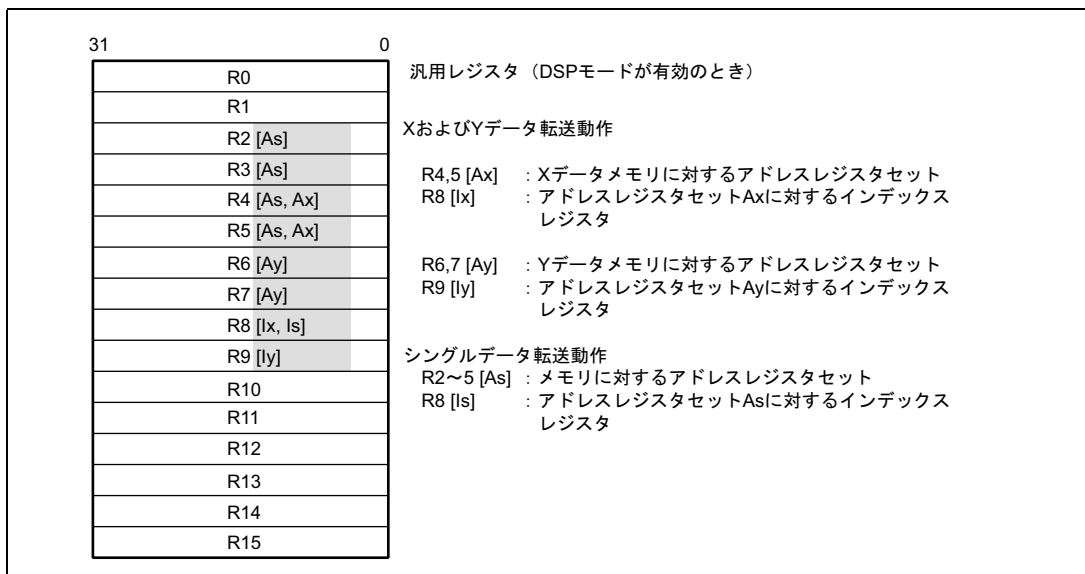 31 0
R0
R1
R2 [As]
R3 [As]
R4 [As, Ax]
R5 [As, Ax]
R6 [Ay]
R7 [Ay]
R8 [Ix, Is]
R9 [Iy]
R10
R11
R12
R13
R14
R15
汎用レジスタ（DSPモードが有効のとき）
XおよびYデータ転送動作
R4,5 [Ax] : Xデータメモリに対するアドレスレジスタセット
R8 [Ix] : アドレスレジスタセットAxに対するインデックス
レジスタ
R6,7 [Ay] : Yデータメモリに対するアドレスレジスタセット
R9 [Iy] : アドレスレジスタセットAyに対するインデックス
レジスタ
シングルデータ転送動作
R2～5 [As] : メモリに対するアドレスレジスタセット
R8 [Is] : アドレスレジスタセットAsに対するインデックス
レジスタ